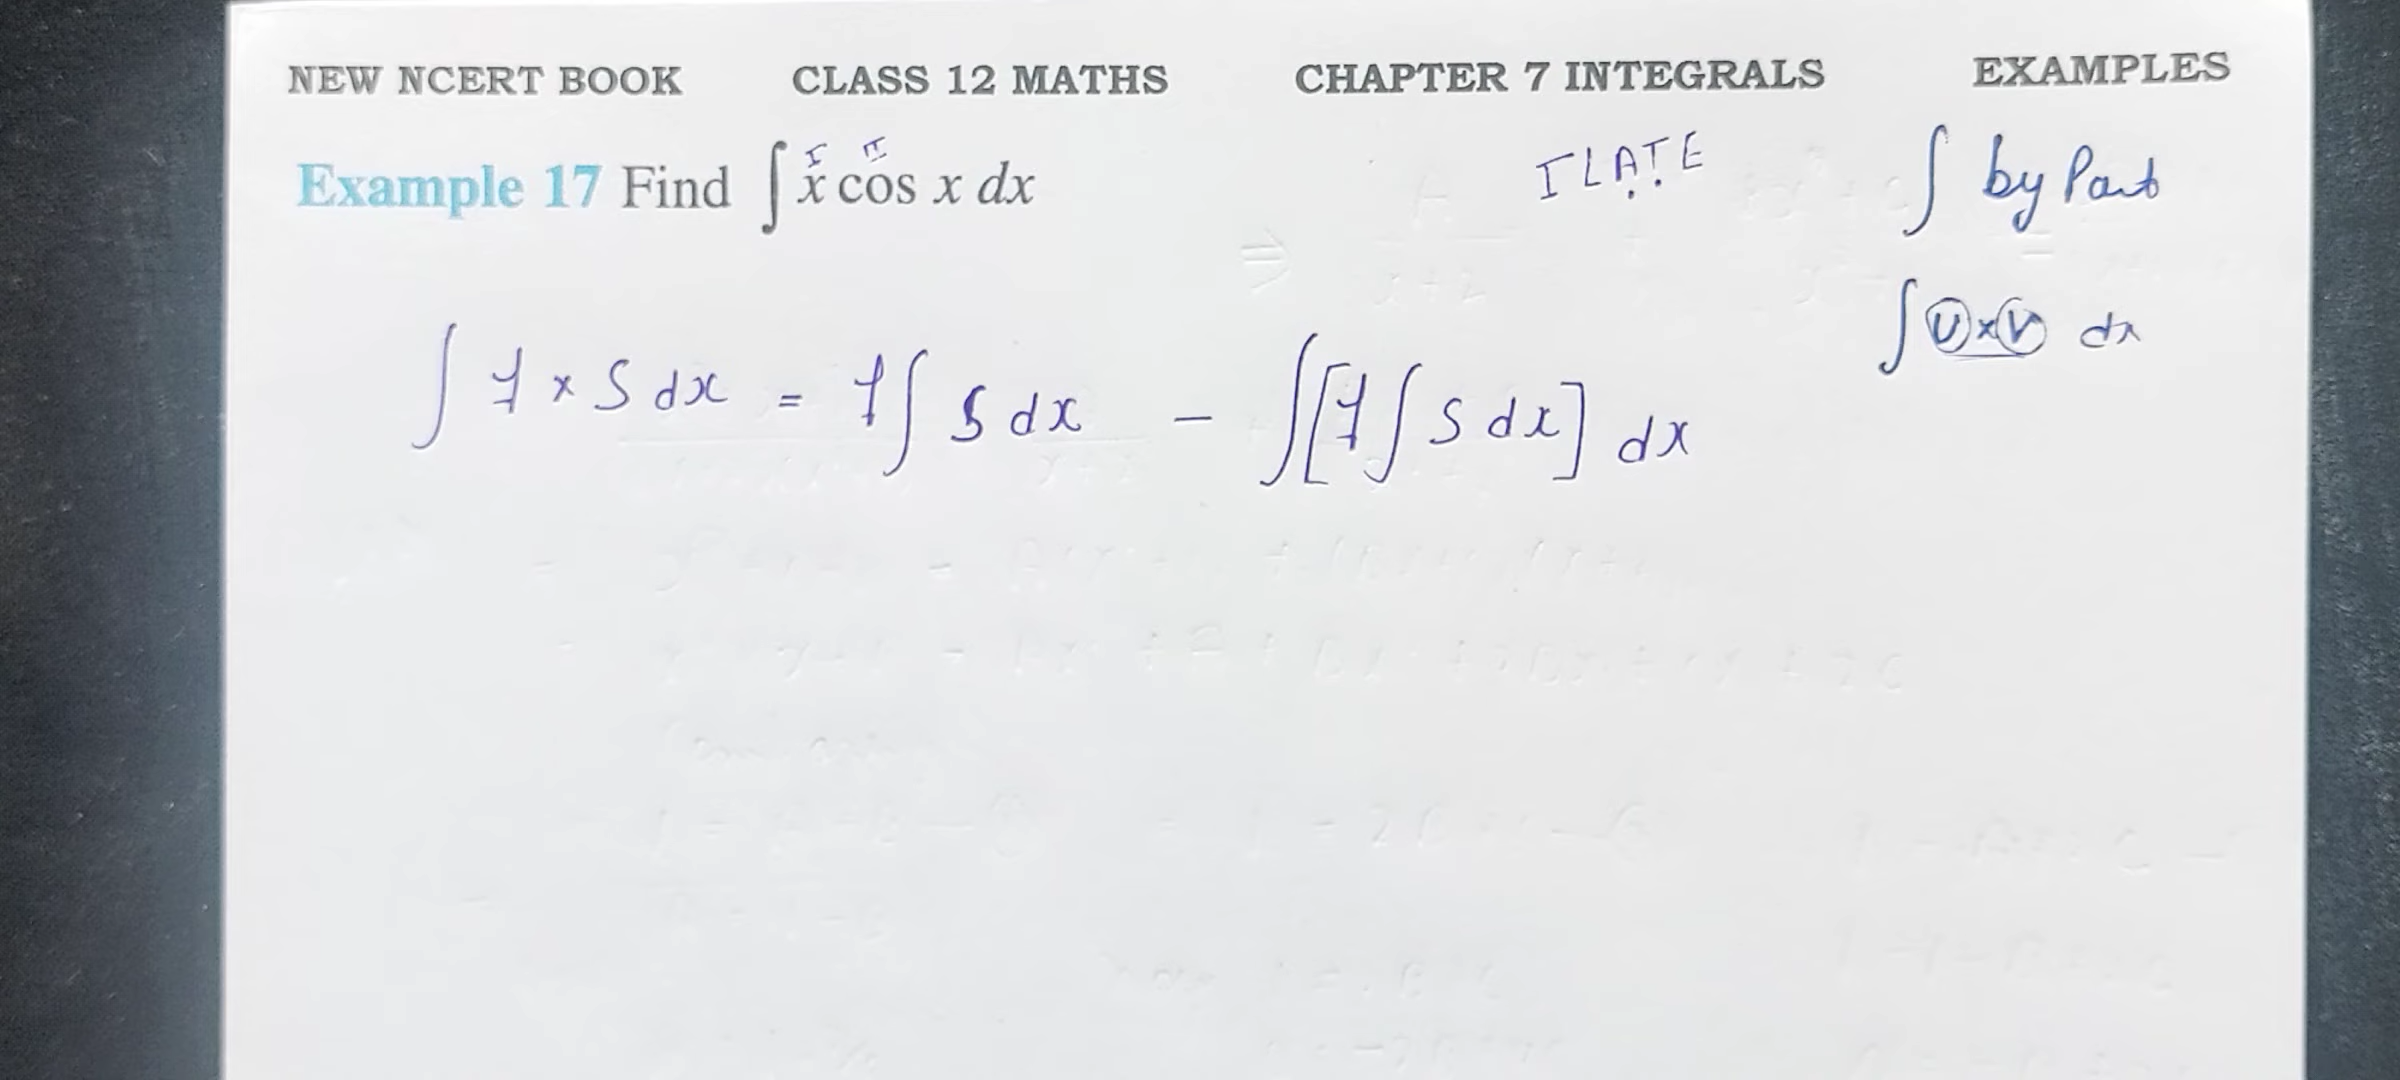 NEW NCERT BOOK CLASS 12 MATHS CHAPTER 7 INTEGRALS EXAMPLES
Example 17 Find ∫ x cos x dx
I II
ILATE
∫ by Part
∫ U×V dx
∫ f × S dx = f ∫ S dx − ∫[f ∫ S dx] dx